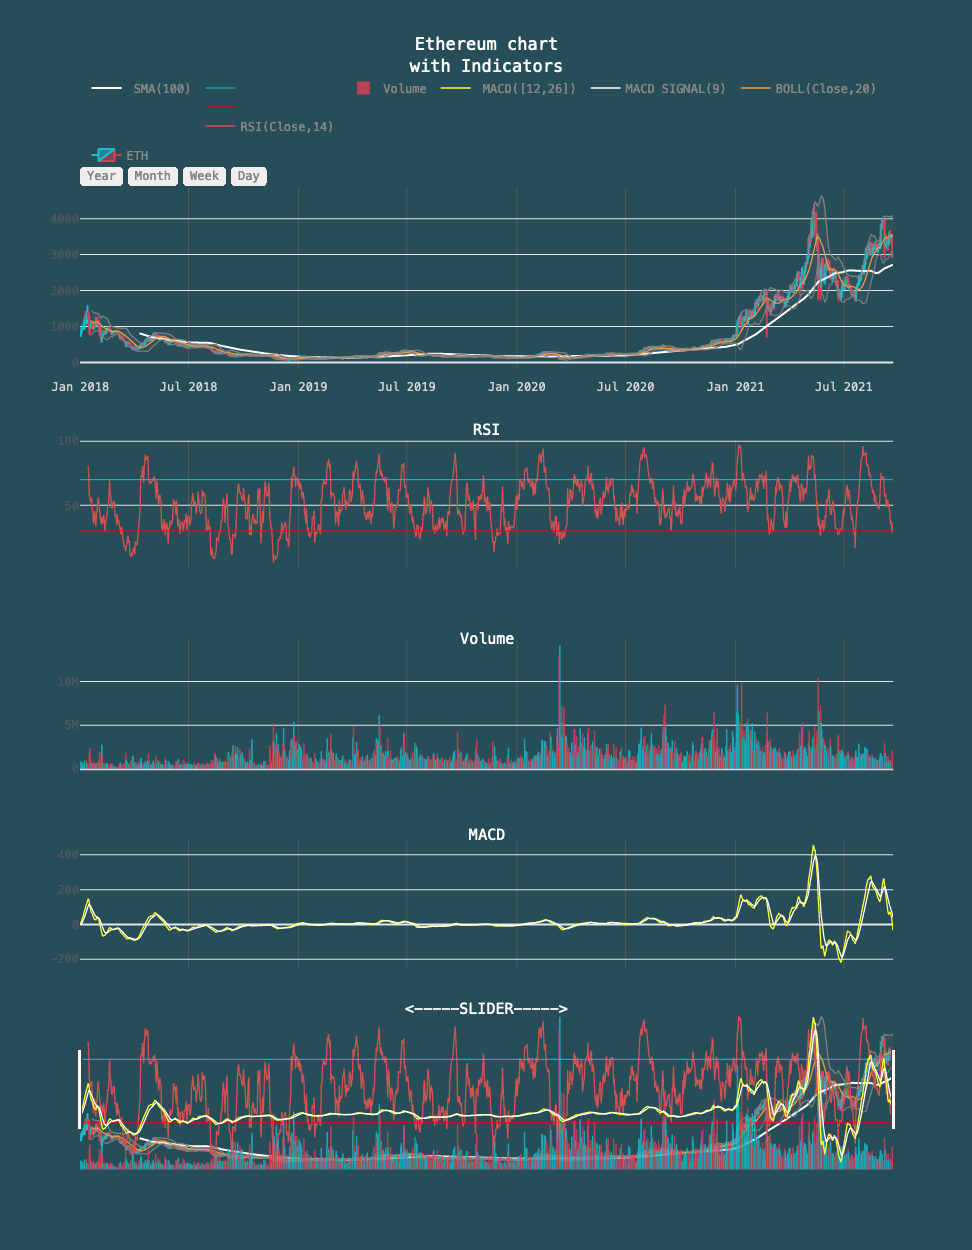 Ethereum chart
with Indicators
SMA(100) Volume MACD([12,26]) MACD SIGNAL(9) BOLL(Close,20)
RSI(Close,14)
ETH
Year Month Week Day
4000
3000
2000
1000
0
Jan 2018 Jul 2018 Jan 2019 Jul 2019 Jan 2020 Jul 2020 Jan 2021 Jul 2021
RSI
100
50
Volume
10M
5M
0
MACD
400
200
0
−200
<-----SLIDER----->